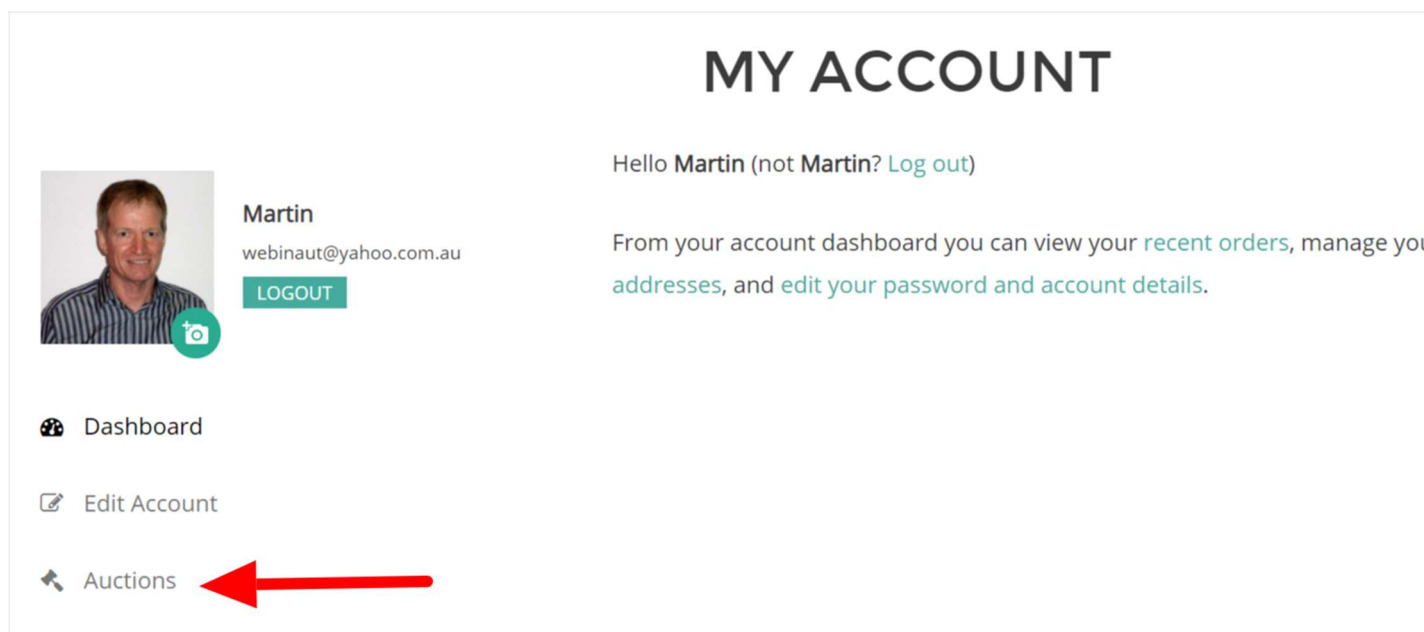 MY ACCOUNT
Hello Martin (not Martin? Log out)
Martin
webinaut@yahoo.com.au
LOGOUT
From your account dashboard you can view your recent orders, manage you
addresses, and edit your password and account details.
Dashboard
Edit Account
Auctions